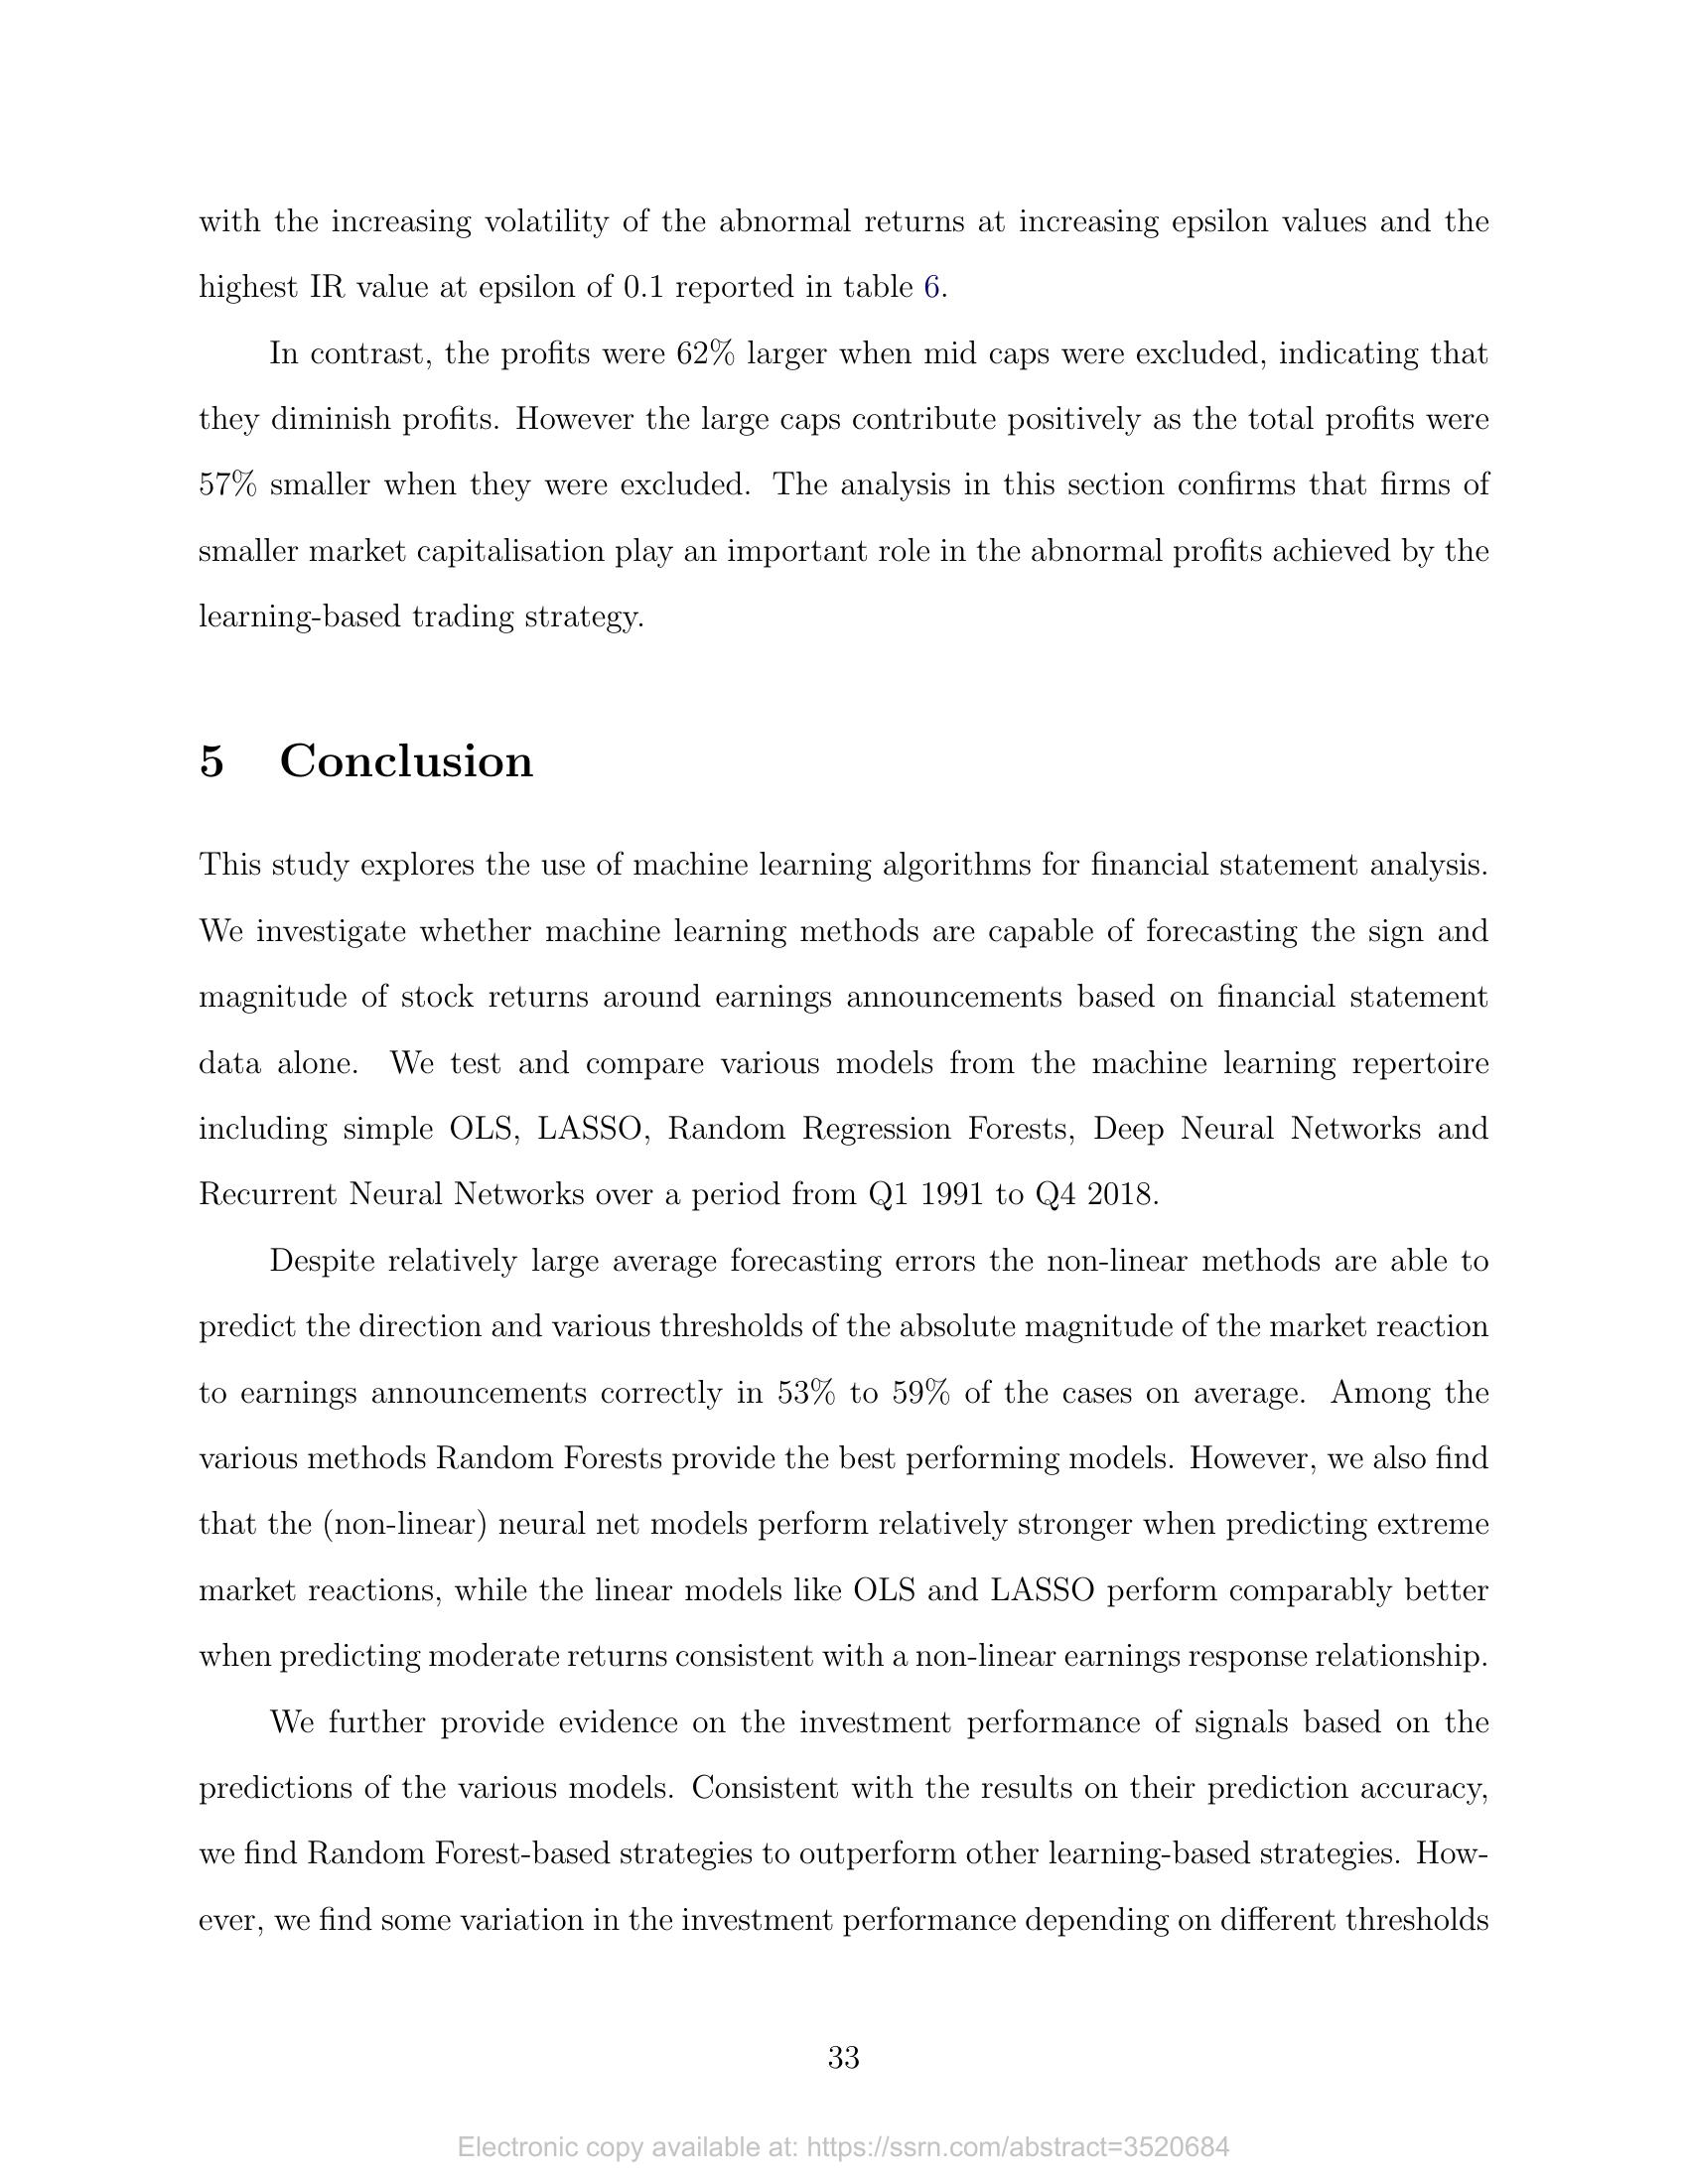 with the increasing volatility of the abnormal returns at increasing epsilon values and the
highest IR value at epsilon of 0.1 reported in table 6.
In contrast, the profits were 62% larger when mid caps were excluded, indicating that
they diminish profits. However the large caps contribute positively as the total profits were
57% smaller when they were excluded. The analysis in this section confirms that firms of
smaller market capitalisation play an important role in the abnormal profits achieved by the
learning-based trading strategy.
5 Conclusion
This study explores the use of machine learning algorithms for financial statement analysis.
We investigate whether machine learning methods are capable of forecasting the sign and
magnitude of stock returns around earnings announcements based on financial statement
data alone. We test and compare various models from the machine learning repertoire
including simple OLS, LASSO, Random Regression Forests, Deep Neural Networks and
Recurrent Neural Networks over a period from Q1 1991 to Q4 2018.
Despite relatively large average forecasting errors the non-linear methods are able to
predict the direction and various thresholds of the absolute magnitude of the market reaction
to earnings announcements correctly in 53% to 59% of the cases on average. Among the
various methods Random Forests provide the best performing models. However, we also find
that the (non-linear) neural net models perform relatively stronger when predicting extreme
market reactions, while the linear models like OLS and LASSO perform comparably better
when predicting moderate returns consistent with a non-linear earnings response relationship.
We further provide evidence on the investment performance of signals based on the
predictions of the various models. Consistent with the results on their prediction accuracy,
we find Random Forest-based strategies to outperform other learning-based strategies. How-
ever, we find some variation in the investment performance depending on different thresholds
33
Electronic copy available at: https://ssrn.com/abstract=3520684